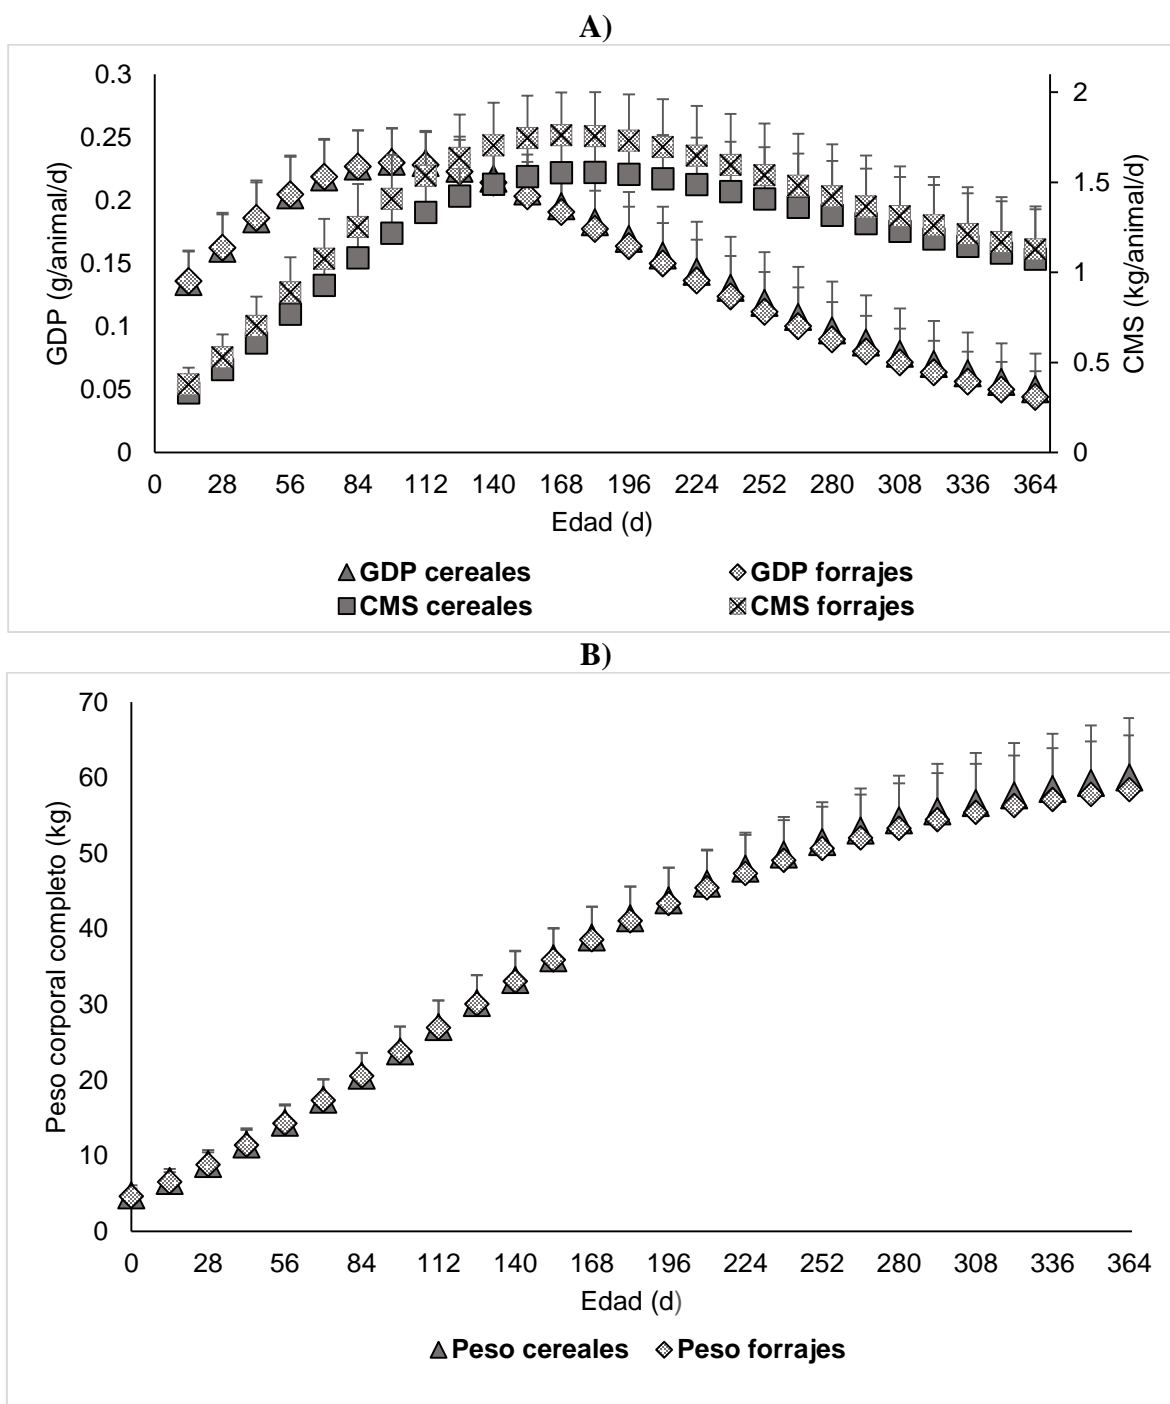 A)
0.3
0.25
0.2
0.15
0.1
0.05
0
GDP (g/animal/d)
2
1.5
1
0.5
0
CMS (kg/animal/d)
0 28 56 84 112 140 168 196 224 252 280 308 336 364
Edad (d)
GDP cereales GDP forrajes
CMS cereales CMS forrajes
B)
70
60
50
40
30
20
10
0
Peso corporal completo (kg)
0 28 56 84 112 140 168 196 224 252 280 308 336 364
Edad (d)
Peso cereales Peso forrajes